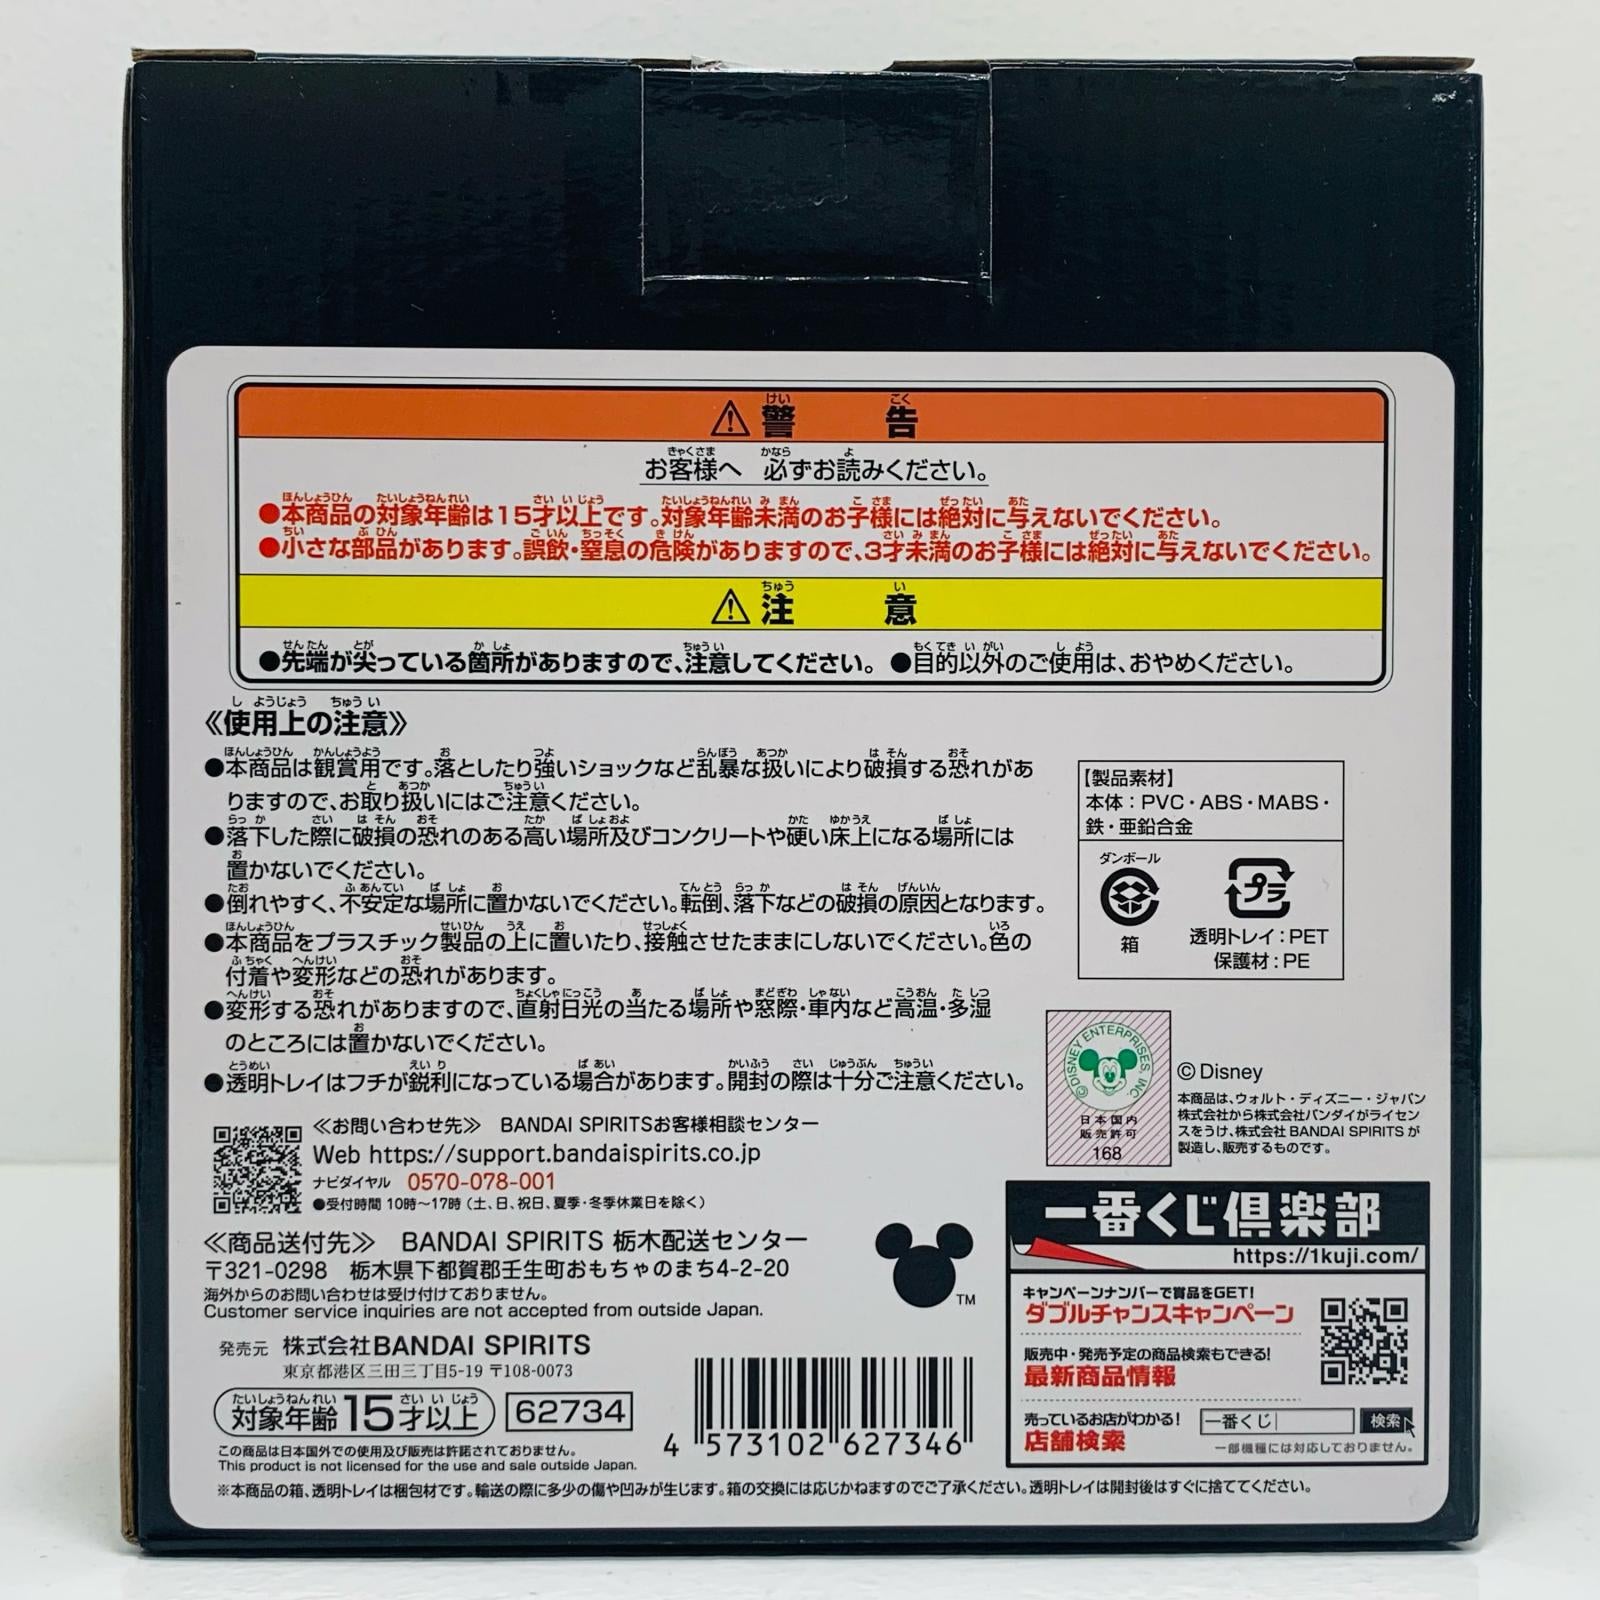 ⚠警告
お客様へ 必ずお読みください。
●本商品の対象年齢は15才以上です。対象年齢未満のお子様には絶対に与えないでください。
●小さな部品があります。誤飲・窒息の危険がありますので、3才未満のお子様には絶対に与えないでください。
⚠注意
●先端が尖っている箇所がありますので、注意してください。 ●目的以外のご使用は、おやめください。
《使用上の注意》
●本商品は観賞用です。落としたり強いショックなど乱暴な扱いにより破損する恐れがあ
りますので、お取り扱いにはご注意ください。
●落下した際に破損の恐れのある高い場所及びコンクリートや硬い床上になる場所には
置かないでください。
●倒れやすく、不安定な場所に置かないでください。転倒、落下などの破損の原因となります。
●本商品をプラスチック製品の上に置いたり、接触させたままにしないでください。色の
付着や変形などの恐れがあります。
●変形する恐れがありますので、直射日光の当たる場所や窓際・車内など高温・多湿
のところには置かないでください。
●透明トレイはフチが鋭利になっている場合があります。開封の際は十分ご注意ください。
【製品素材】
本体：PVC・ABS・MABS・
鉄・亜鉛合金
ダンボール
箱
プラ
透明トレイ：PET
保護材：PE
©DISNEY ENTERPRISES, INC.
日本国内
販売許可
168
©Disney
本商品は、ウォルト・ディズニー・ジャパン
株式会社から株式会社バンダイがライセン
スをうけ、株式会社BANDAI SPIRITSが
製造し、販売するものです。
≪お問い合わせ先≫ BANDAI SPIRITSお客様相談センター
Web https://support.bandaispirits.co.jp
ナビダイヤル 0570-078-001
●受付時間 10時〜17時（土、日、祝日、夏季・冬季休業日を除く）
≪商品送付先≫ BANDAI SPIRITS 栃木配送センター
〒321-0298 栃木県下都賀郡壬生町おもちゃのまち4-2-20
海外からのお問い合わせは受け付けておりません。
Customer service inquiries are not accepted from outside Japan.
TM
発売元 株式会社BANDAI SPIRITS
東京都港区三田三丁目5-19 〒108-0073
対象年齢15才以上 62734
この商品は日本国外での使用及び販売は許諾されておりません。
This product is not licensed for the use and sale outside Japan.
4 573102 627346
一番くじ倶楽部
https://1kuji.com/
キャンペーンナンバーで賞品をGET!
ダブルチャンスキャンペーン
販売中・発売予定の商品検索もできる!
最新商品情報
売っているお店がわかる!
店舗検索
一番くじ 検索
一部機種には対応しておりません。
※本商品の箱、透明トレイは梱包材です。輸送の際に多少の傷や凹みが生じます。箱の交換には応じかねますのでご了承ください。透明トレイは開封後はすぐに捨ててください。